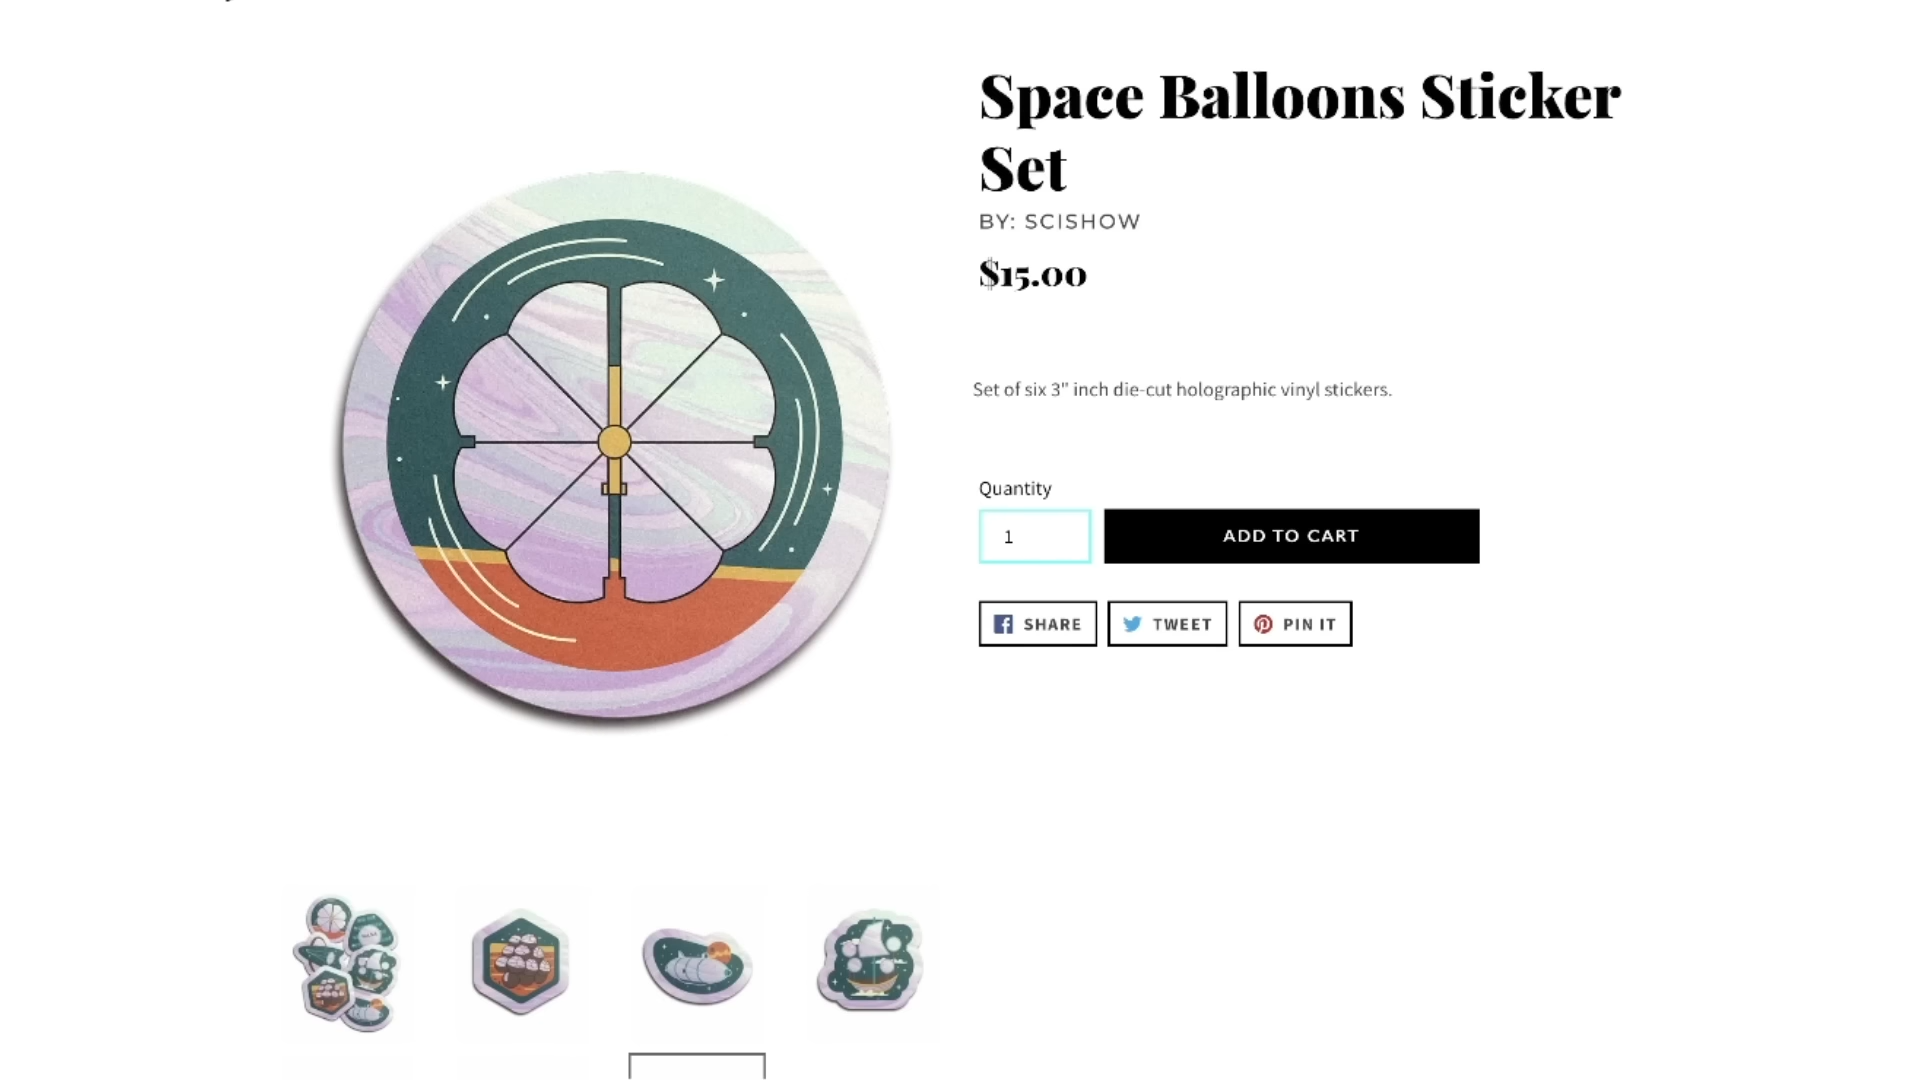 Space Balloons Sticker
Set
BY: SCISHOW
$15.00
Set of six 3" inch die-cut holographic vinyl stickers.
Quantity
1
ADD TO CART
SHARE
TWEET
PIN IT